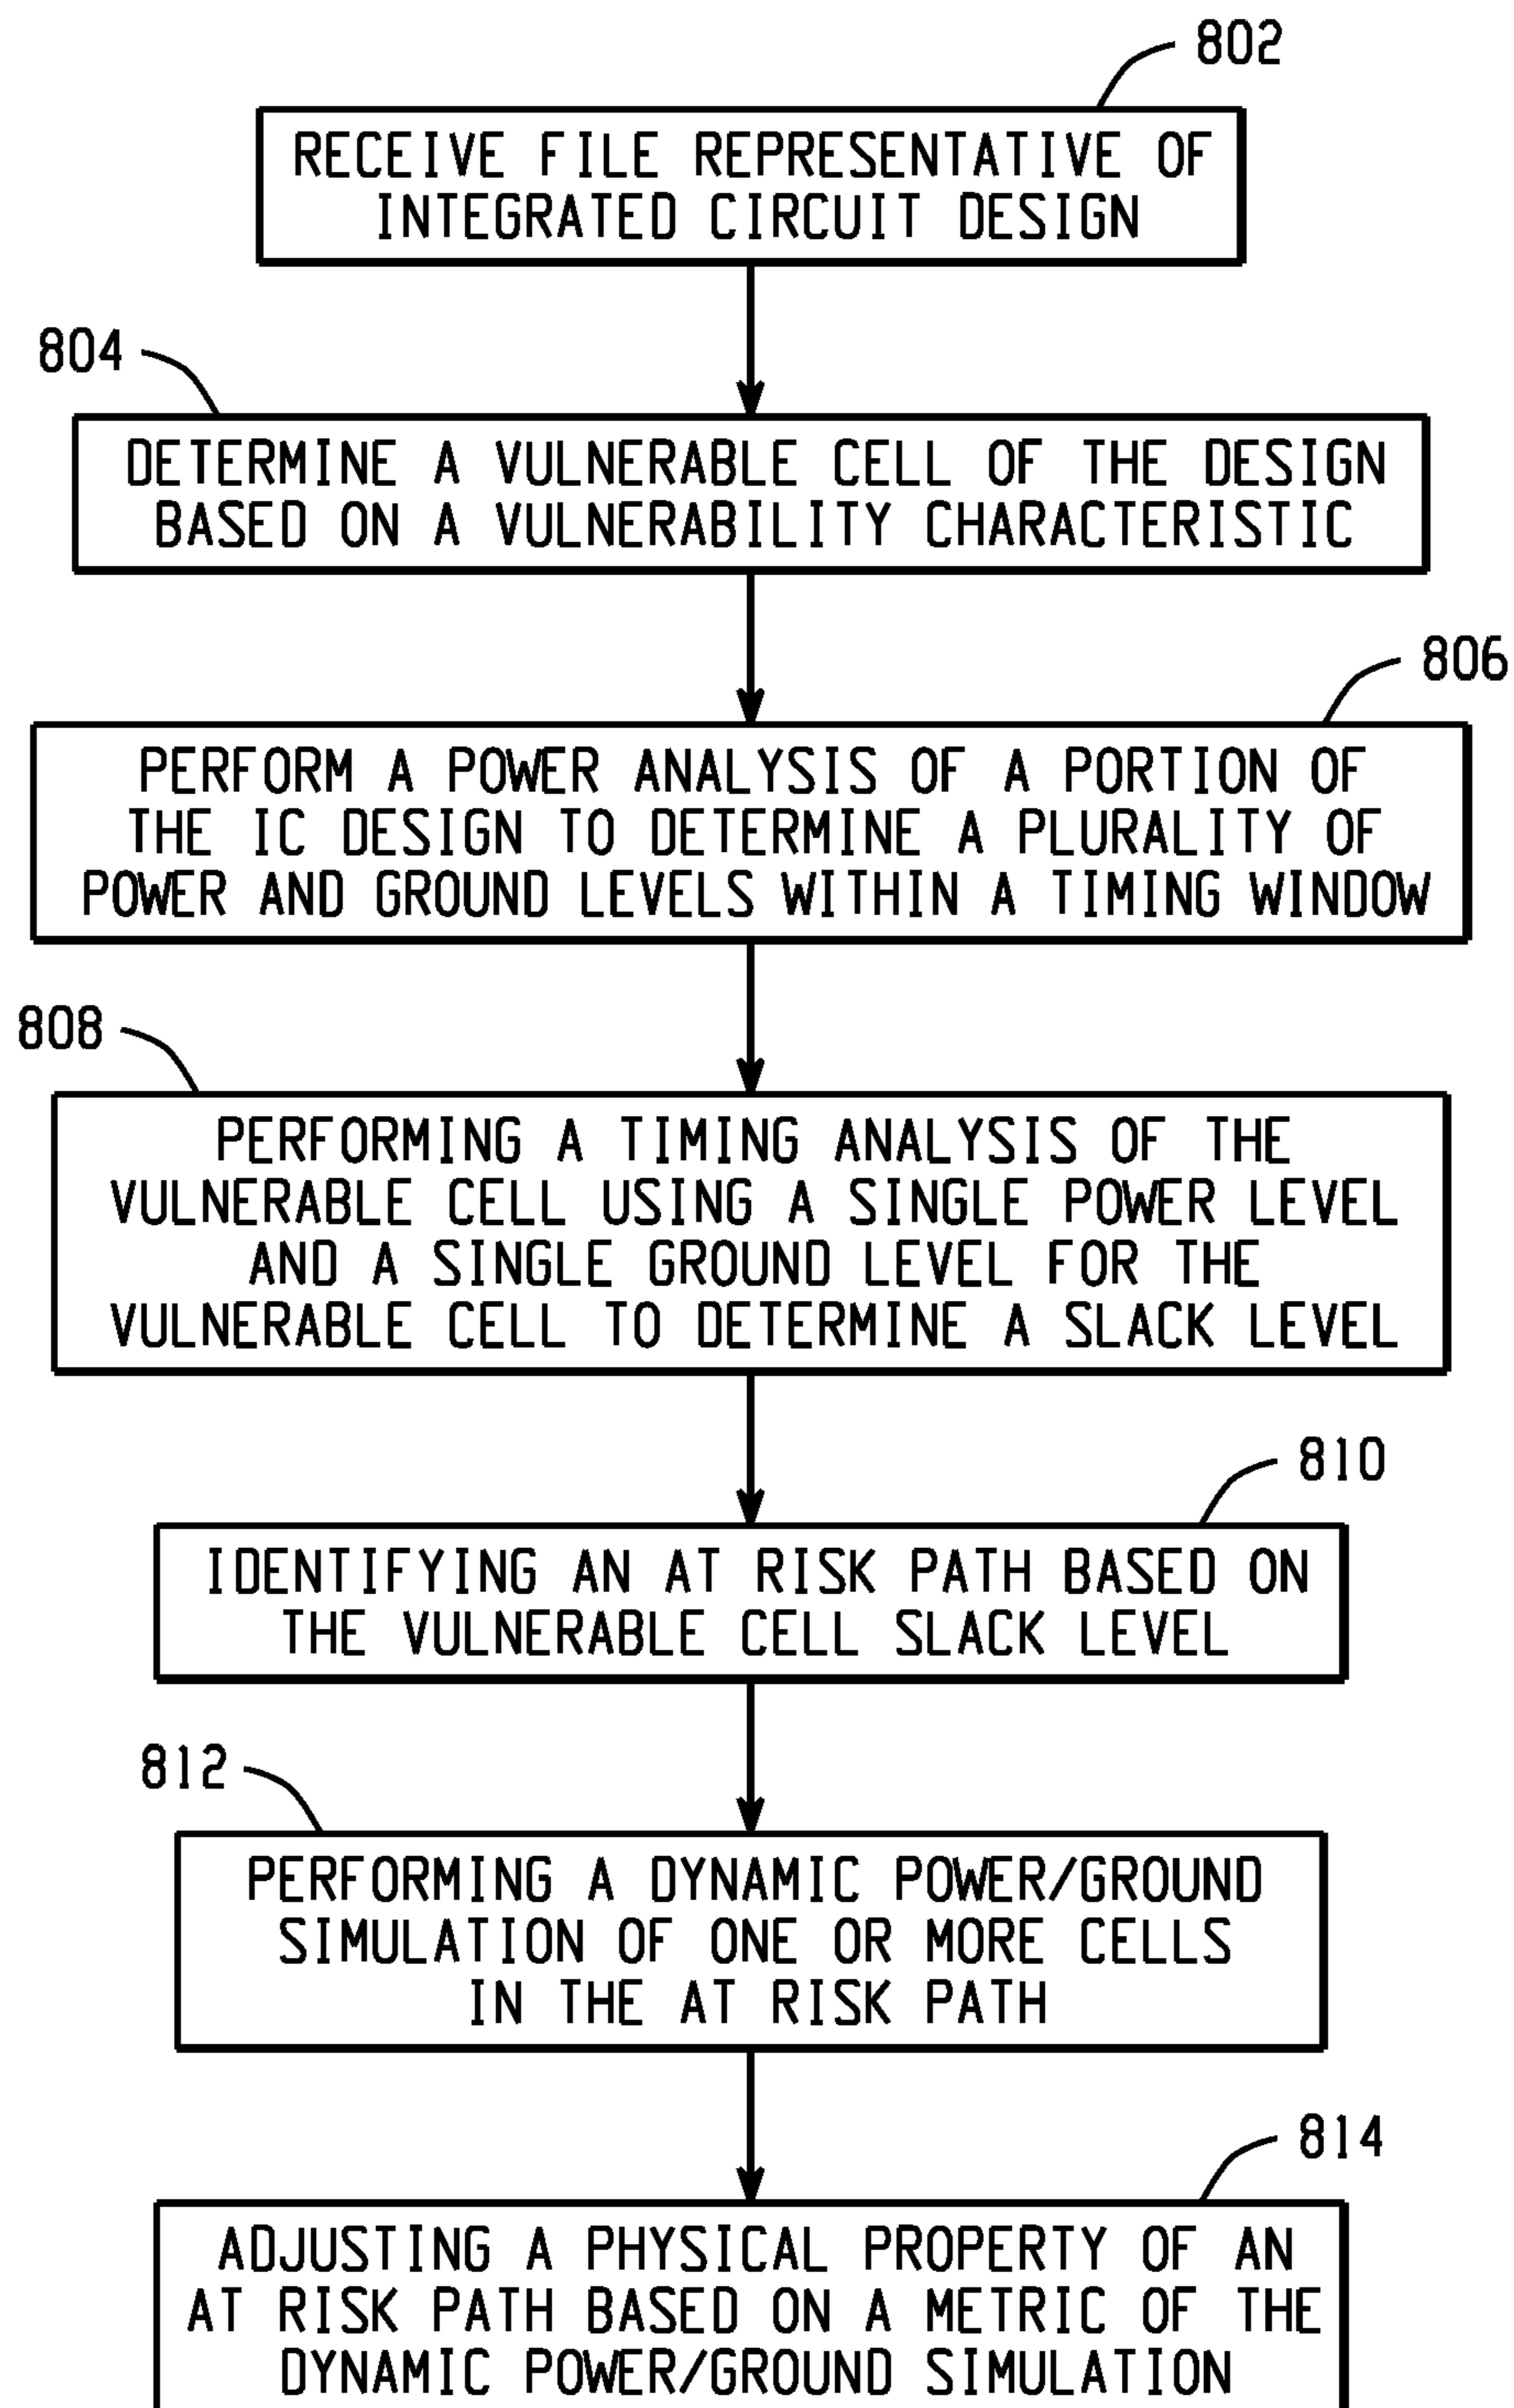 802
RECEIVE FILE REPRESENTATIVE OF
INTEGRATED CIRCUIT DESIGN
804
DETERMINE A VULNERABLE CELL OF THE DESIGN
BASED ON A VULNERABILITY CHARACTERISTIC
806
PERFORM A POWER ANALYSIS OF A PORTION OF
THE IC DESIGN TO DETERMINE A PLURALITY OF
POWER AND GROUND LEVELS WITHIN A TIMING WINDOW
808
PERFORMING A TIMING ANALYSIS OF THE
VULNERABLE CELL USING A SINGLE POWER LEVEL
AND A SINGLE GROUND LEVEL FOR THE
VULNERABLE CELL TO DETERMINE A SLACK LEVEL
810
IDENTIFYING AN AT RISK PATH BASED ON
THE VULNERABLE CELL SLACK LEVEL
812
PERFORMING A DYNAMIC POWER/GROUND
SIMULATION OF ONE OR MORE CELLS
IN THE AT RISK PATH
814
ADJUSTING A PHYSICAL PROPERTY OF AN
AT RISK PATH BASED ON A METRIC OF THE
DYNAMIC POWER/GROUND SIMULATION